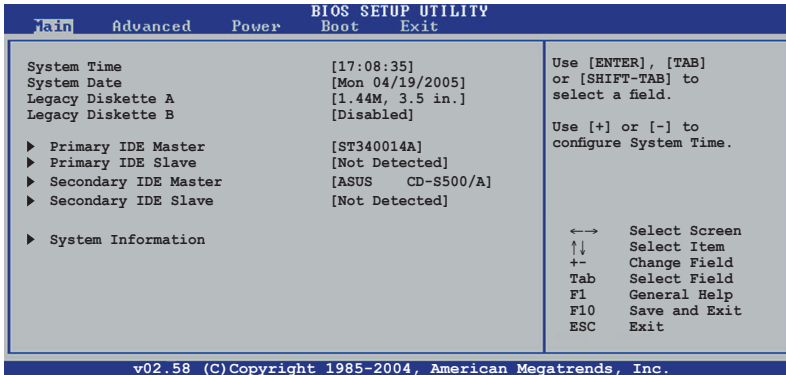 BIOS SETUP UTILITY
Main Advanced Power Boot Exit
System Time [17:08:35]
System Date [Mon 04/19/2005]
Legacy Diskette A [1.44M, 3.5 in.]
Legacy Diskette B [Disabled]
Primary IDE Master [ST340014A]
Primary IDE Slave [Not Detected]
Secondary IDE Master [ASUS CD-S500/A]
Secondary IDE Slave [Not Detected]
System Information
Use [ENTER], [TAB]
or [SHIFT-TAB] to
select a field.
Use [+] or [-] to
configure System Time.
←→ Select Screen
↑↓ Select Item
+- Change Field
Tab Select Field
F1 General Help
F10 Save and Exit
ESC Exit
v02.58 (C)Copyright 1985-2004, American Megatrends, Inc.